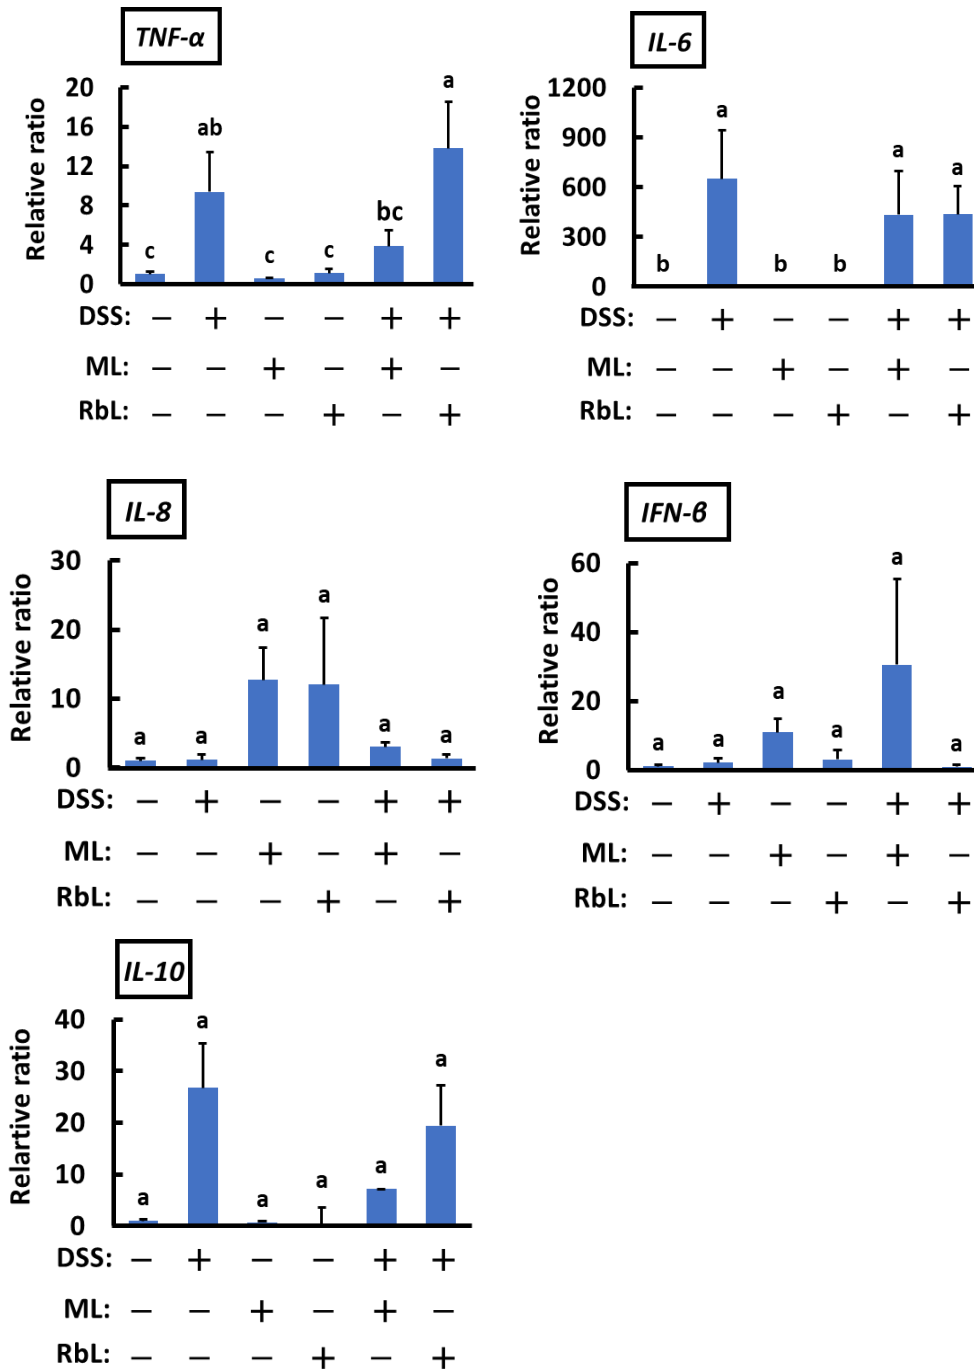 TNF-α
Relative ratio
20
16
12
8
4
0
c
ab
c
c
bc
a
DSS: − + − − + +
ML: − − + − + −
RbL: − − − + − +
IL-6
Relative ratio
1200
900
600
300
0
b
a
b
b
a
a
DSS: − + − − + +
ML: − − + − + −
RbL: − − − + − +
IL-8
Relative ratio
30
20
10
0
a
a
a
a
a
a
DSS: − + − − + +
ML: − − + − + −
RbL: − − − + − +
IFN-β
Relative ratio
60
40
20
0
a
a
a
a
a
a
DSS: − + − − + +
ML: − − + − + −
RbL: − − − + − +
IL-10
Relartive ratio
40
30
20
10
0
a
a
a
a
a
a
DSS: − + − − + +
ML: − − + − + −
RbL: − − − + − +